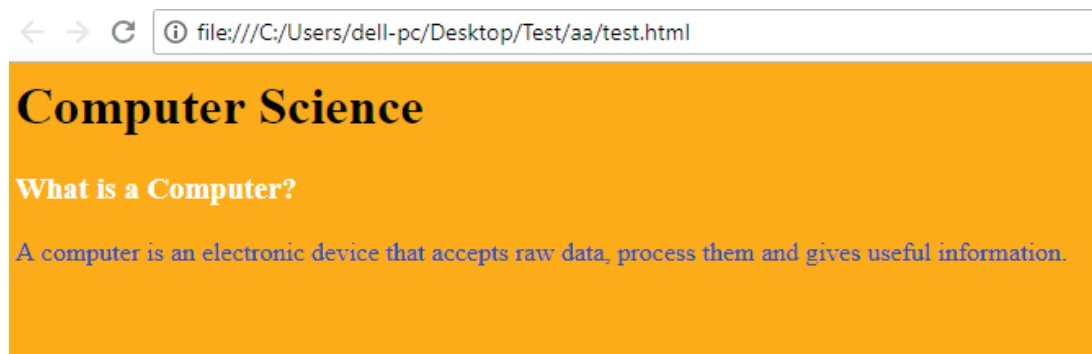 file:///C:/Users/dell-pc/Desktop/Test/aa/test.html
Computer Science
What is a Computer?
A computer is an electronic device that accepts raw data, process them and gives useful information.